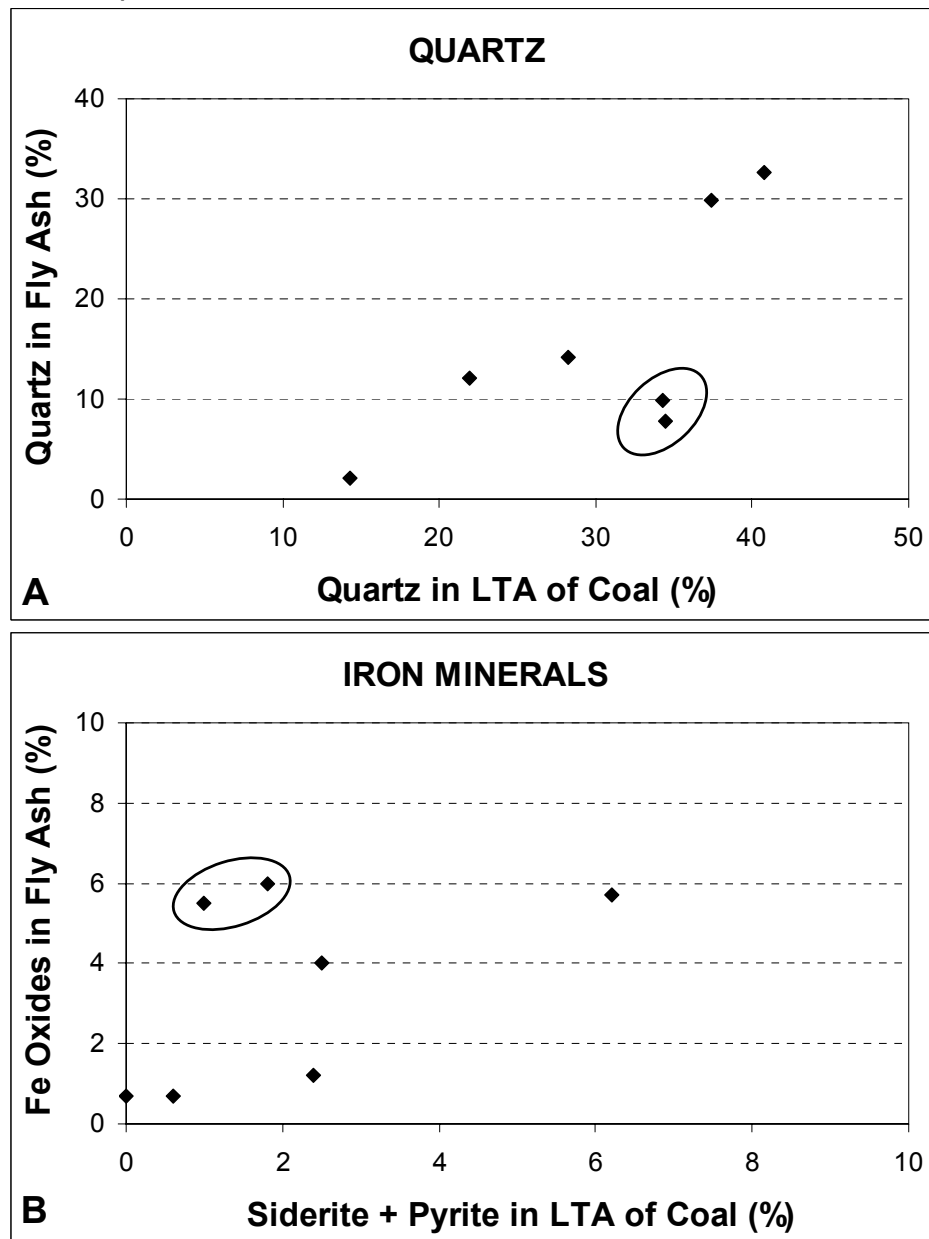 QUARTZ
40
30
20
10
0
0 10 20 30 40 50
Quartz in Fly Ash (%)
Quartz in LTA of Coal (%)
A
IRON MINERALS
10
8
6
4
2
0
0 2 4 6 8 10
Fe Oxides in Fly Ash (%)
Siderite + Pyrite in LTA of Coal (%)
B